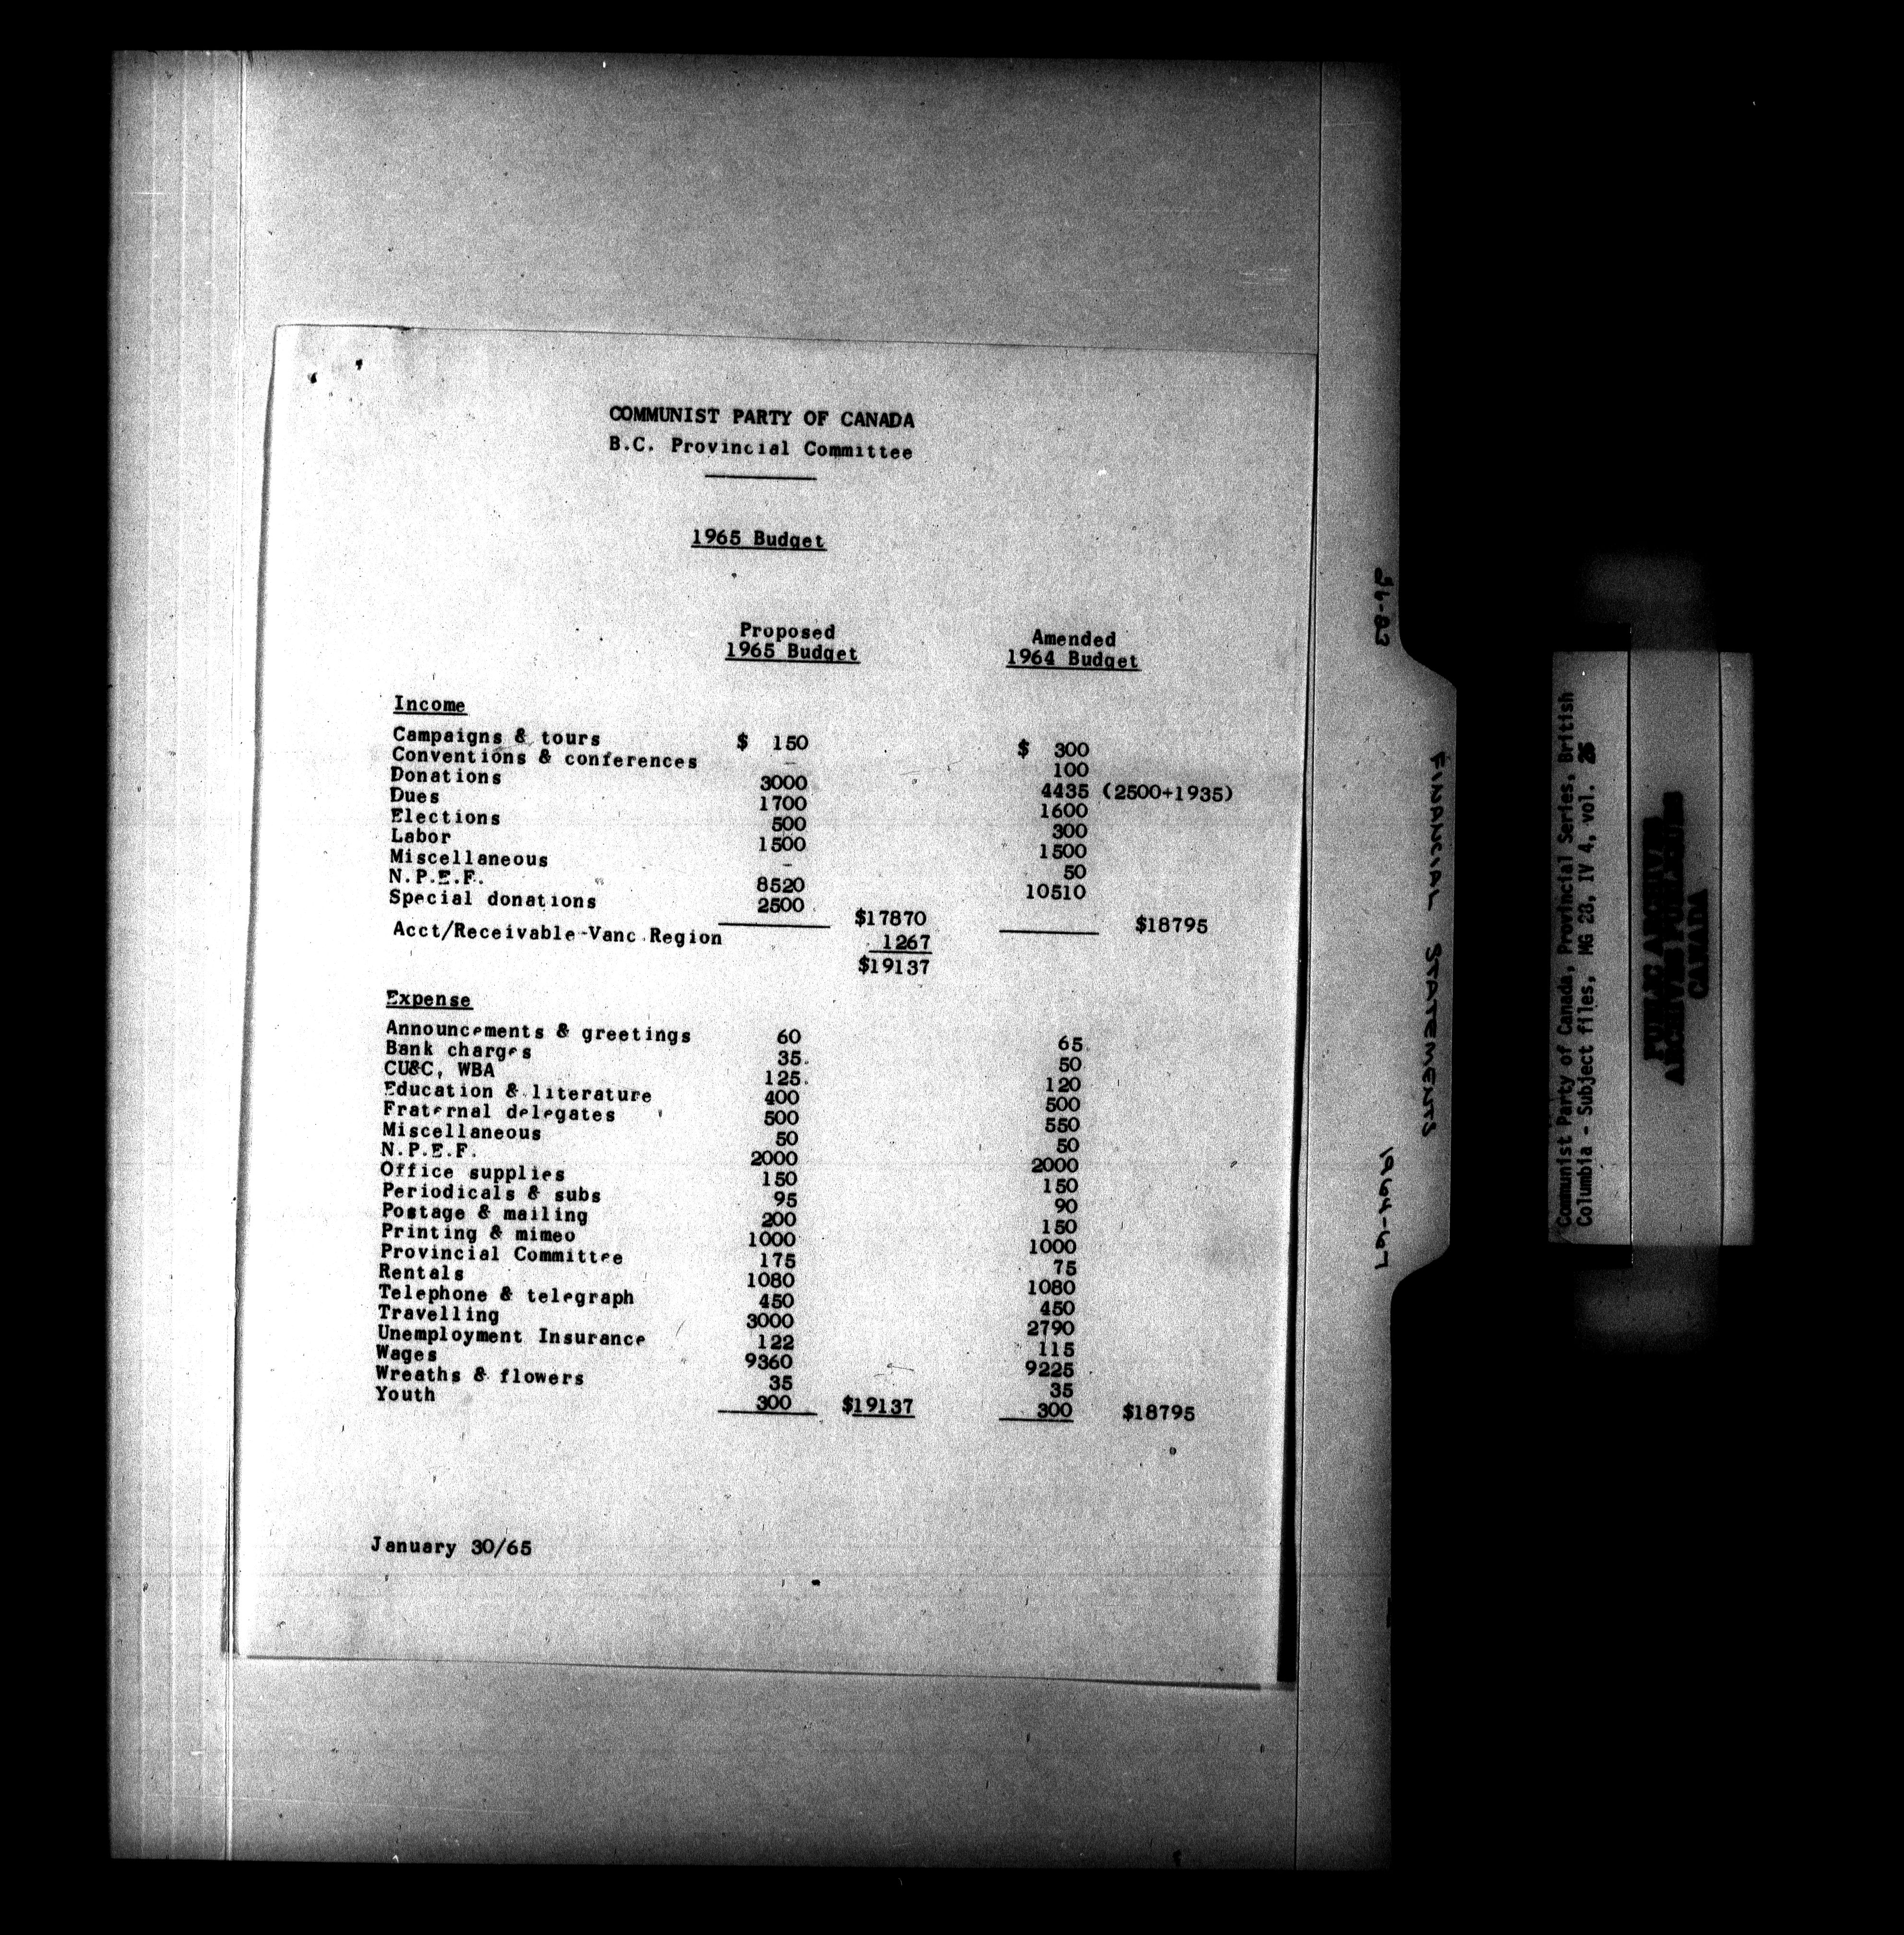 COMMUNIST PARTY OF CANADA
B.C. Provincial Committee
1965 Budget
Proposed Amended
1965 Budget 1964 Budget
Income
Campaigns & tours $ 150 $ 300
Conventions & conferences - 100
Donations 3000 4435 (2500+1935)
Dues 1700 1600
Elections 500 300
Labor 1500 1500
Miscellaneous - 50
N.P.E.F. 8520 10510
Special donations 2500
$17870 $18795
Acct/Receivable-Vanc Region 1267
$19137
Expense
Announcements & greetings 60 65
Bank charges 35 50
CU&C, WBA 125 120
Education & literature 400 500
Fraternal delegates 500 550
Miscellaneous 50 50
N.P.E.F. 2000 2000
Office supplies 150 150
Periodicals & subs 95 90
Postage & mailing 200 150
Printing & mimeo 1000 1000
Provincial Committee 175 75
Rentals 1080 1080
Telephone & telegraph 450 450
Travelling 3000 2790
Unemployment Insurance 122 115
Wages 9360 9225
Wreaths & flowers 35 35
Youth 300 $19137 300 $18795
January 30/65
26-83
FINANCIAL STATEMENTS
1964-67
Communist Party of Canada, Provincial Series, British
Columbia - Subject files, MG 28, IV 4, vol. 26
PUBLIC ARCHIVES
ARCHIVES PUBLIQUES
CANADA